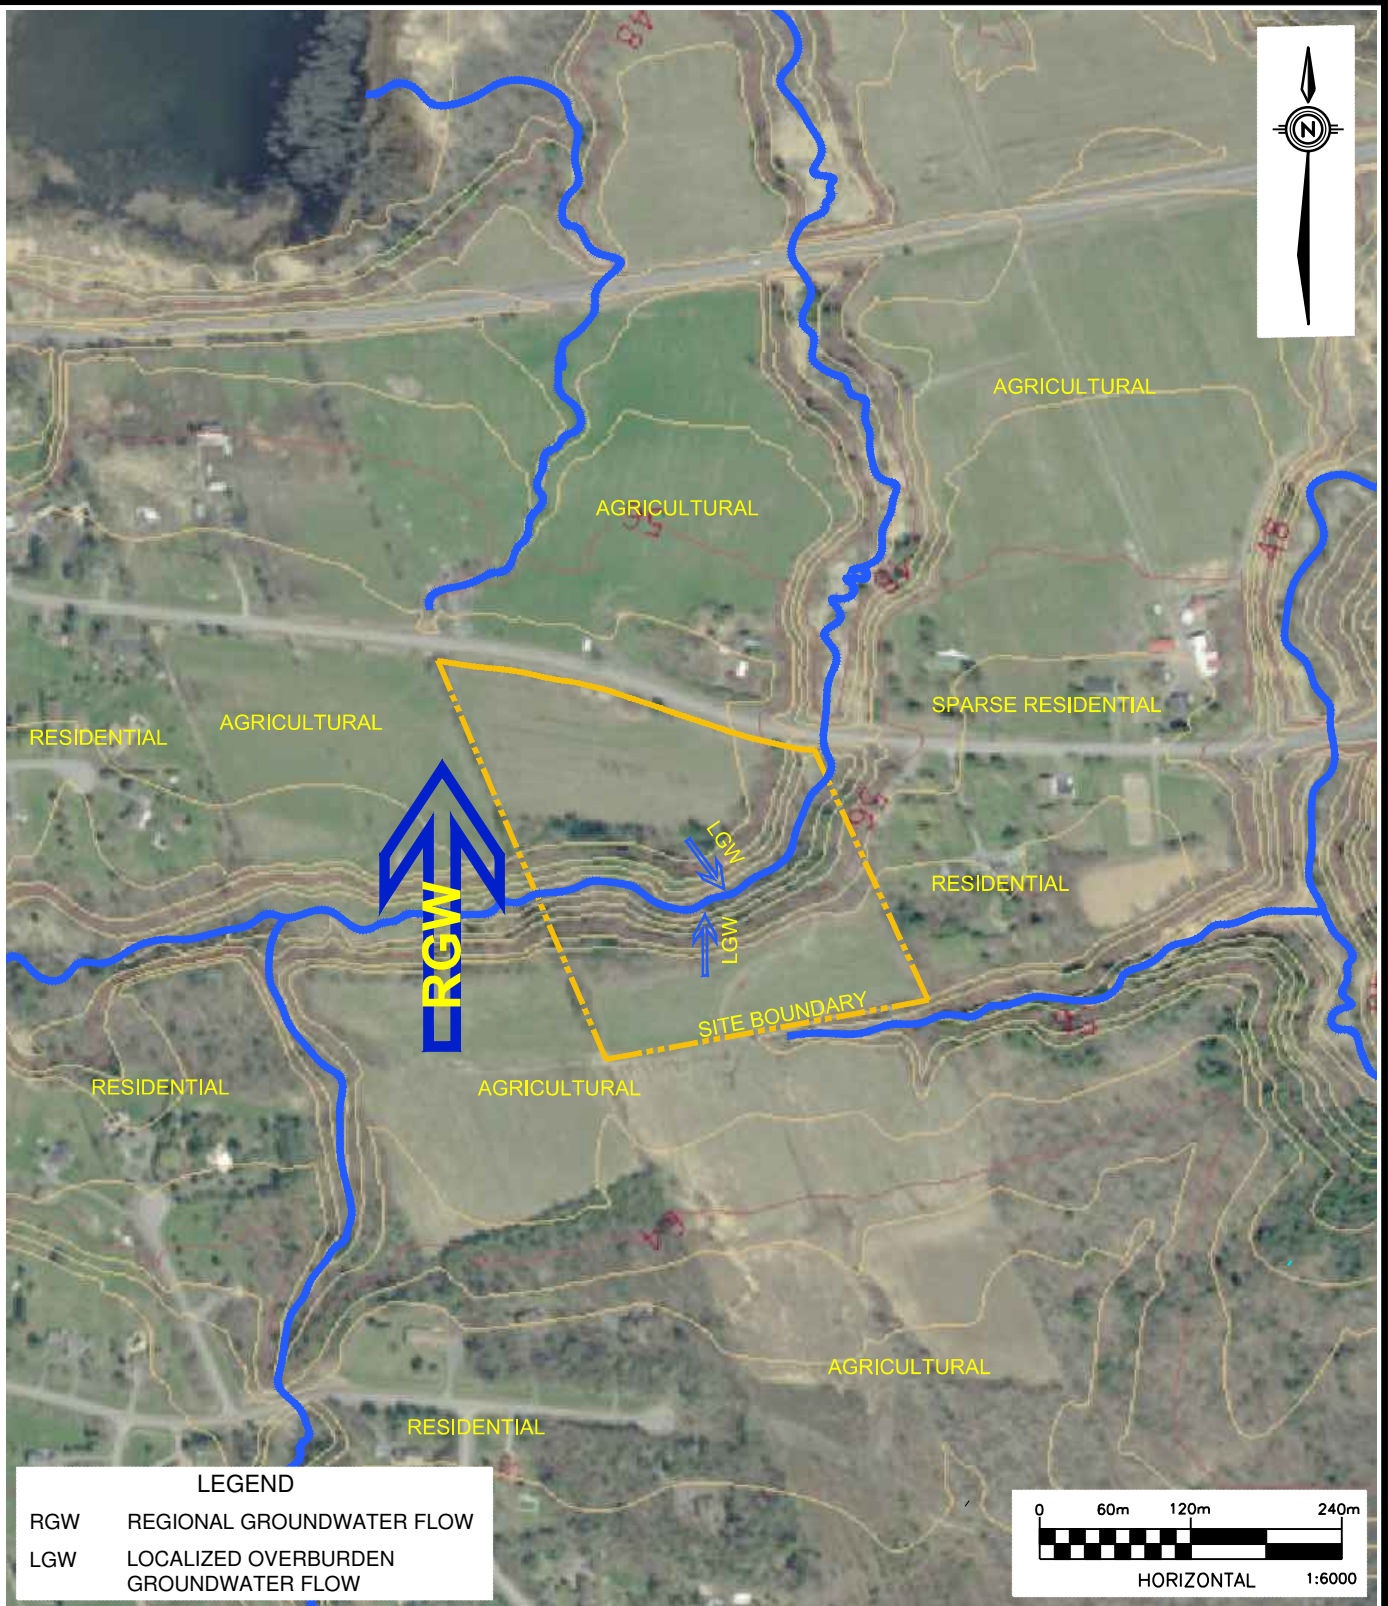 N
AGRICULTURAL
AGRICULTURAL
SPARSE RESIDENTIAL
AGRICULTURAL
RESIDENTIAL
LGW
RESIDENTIAL
RGW
LGW
SITE BOUNDARY
RESIDENTIAL
AGRICULTURAL
AGRICULTURAL
RESIDENTIAL
LEGEND
RGW REGIONAL GROUNDWATER FLOW
LGW LOCALIZED OVERBURDEN
GROUNDWATER FLOW
0 60m 120m 240m
HORIZONTAL 1:6000